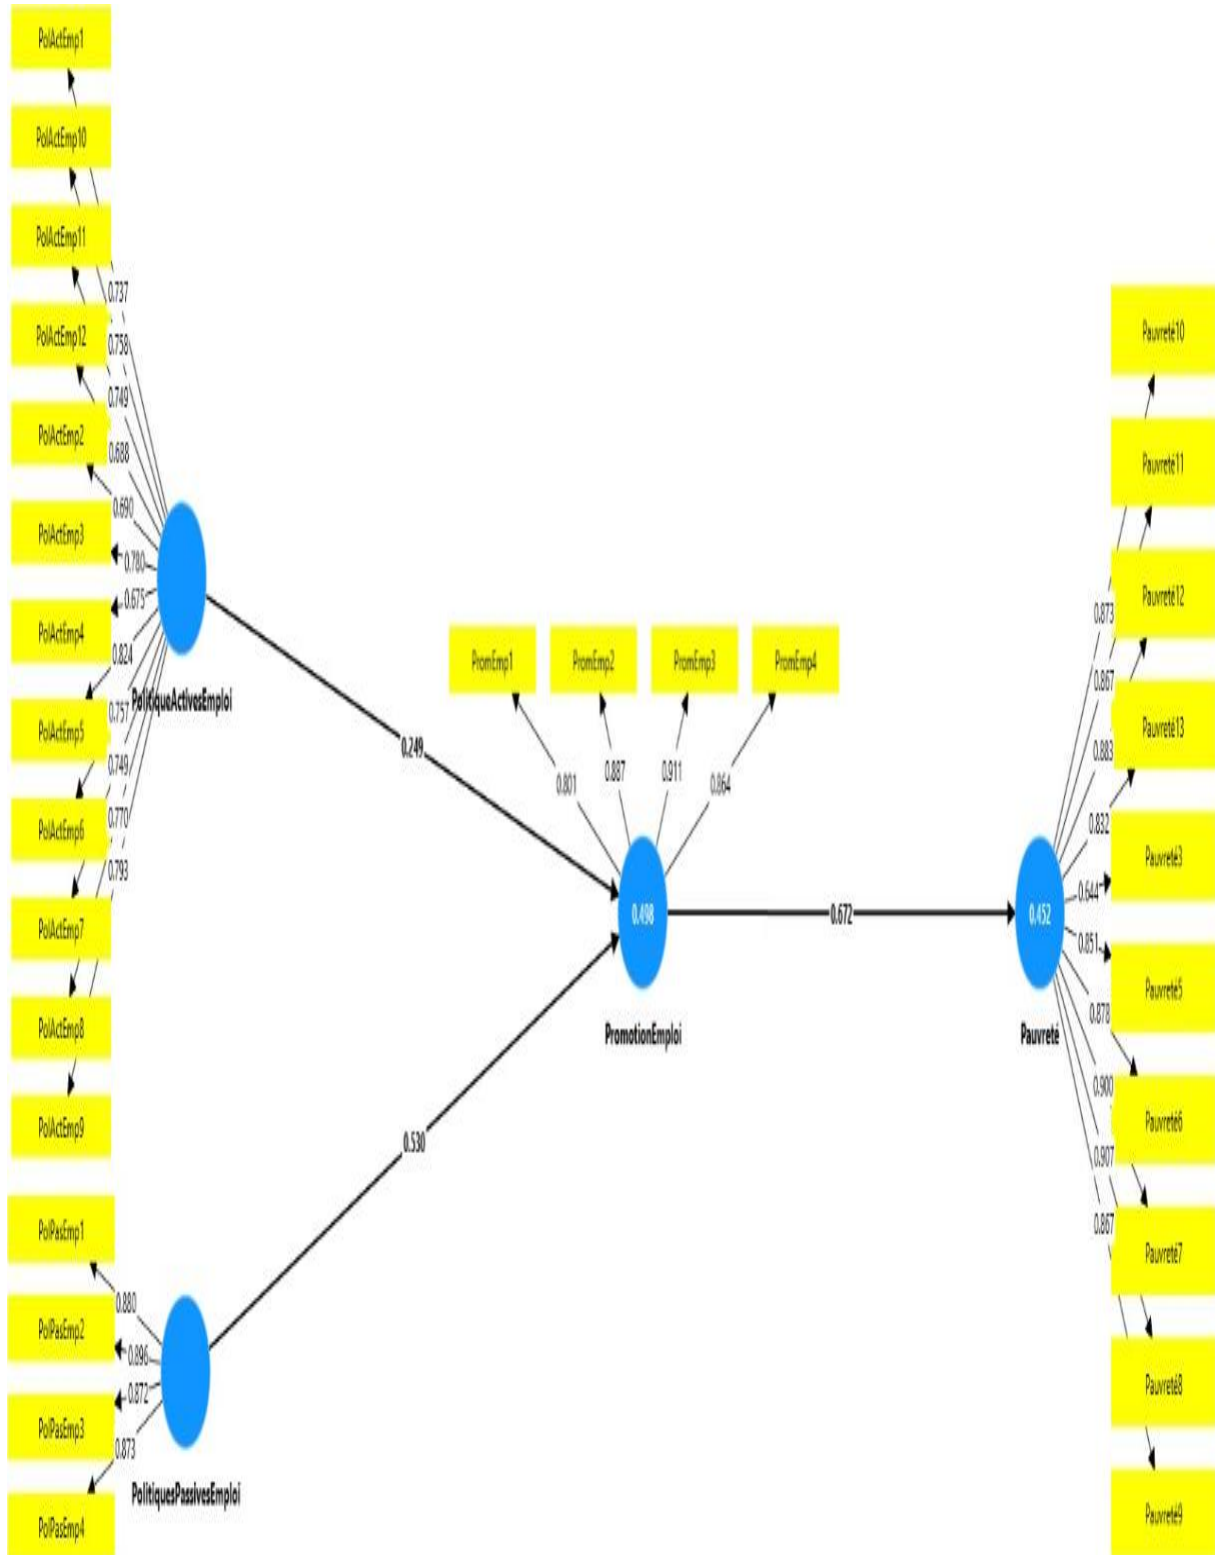 PolActEmp1
PolActEmp10
PolActEmp11
PolActEmp12
PolActEmp2
PolActEmp3
PolActEmp4
PolActEmp5
PolActEmp6
PolActEmp7
PolActEmp8
PolActEmp9
0.737
0.758
0.749
0.688
0.690
0.780
0.675
0.824
0.757
0.749
0.770
0.793
PolitiqueActivesEmploi
PolPasEmp1
PolPasEmp2
PolPasEmp3
PolPasEmp4
0.880
0.896
0.872
0.873
PolitiquesPassivesEmploi
0.249
0.530
PromEmp1
PromEmp2
PromEmp3
PromEmp4
0.801
0.887
0.911
0.864
0.498
PromotionEmploi
0.672
0.452
Pauvreté
0.873
0.867
0.883
0.832
0.644
0.851
0.878
0.900
0.907
0.867
Pauvreté10
Pauvreté11
Pauvreté12
Pauvreté13
Pauvreté3
Pauvreté5
Pauvreté6
Pauvreté7
Pauvreté8
Pauvreté9